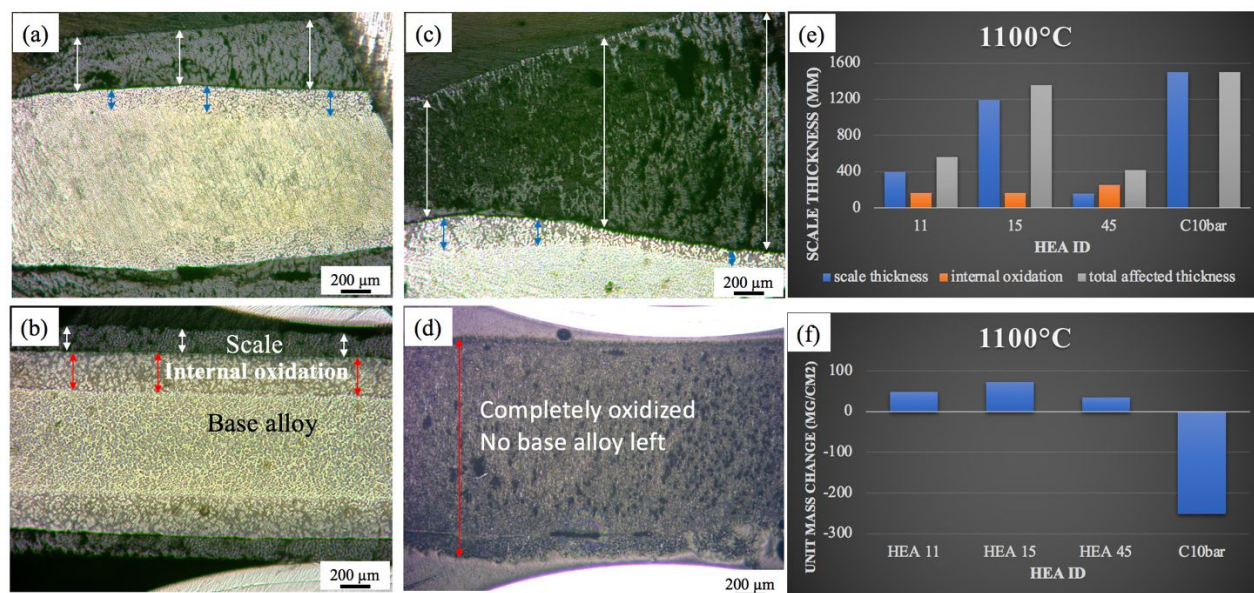 (a)
200 µm
(b)
Scale
Internal oxidation
Base alloy
200 µm
(c)
200 µm
(d)
Completely oxidized
No base alloy left
200 µm
(e)
1100°C
SCALE THICKNESS (MM)
1600
1200
800
400
0
11 15 45 C10bar
HEA ID
scale thickness internal oxidation total affected thickness
(f)
1100°C
UNIT MASS CHANGE (MG/CM2)
100
0
-100
-200
-300
HEA 11 HEA 15 HEA 45 C10bar
HEA ID